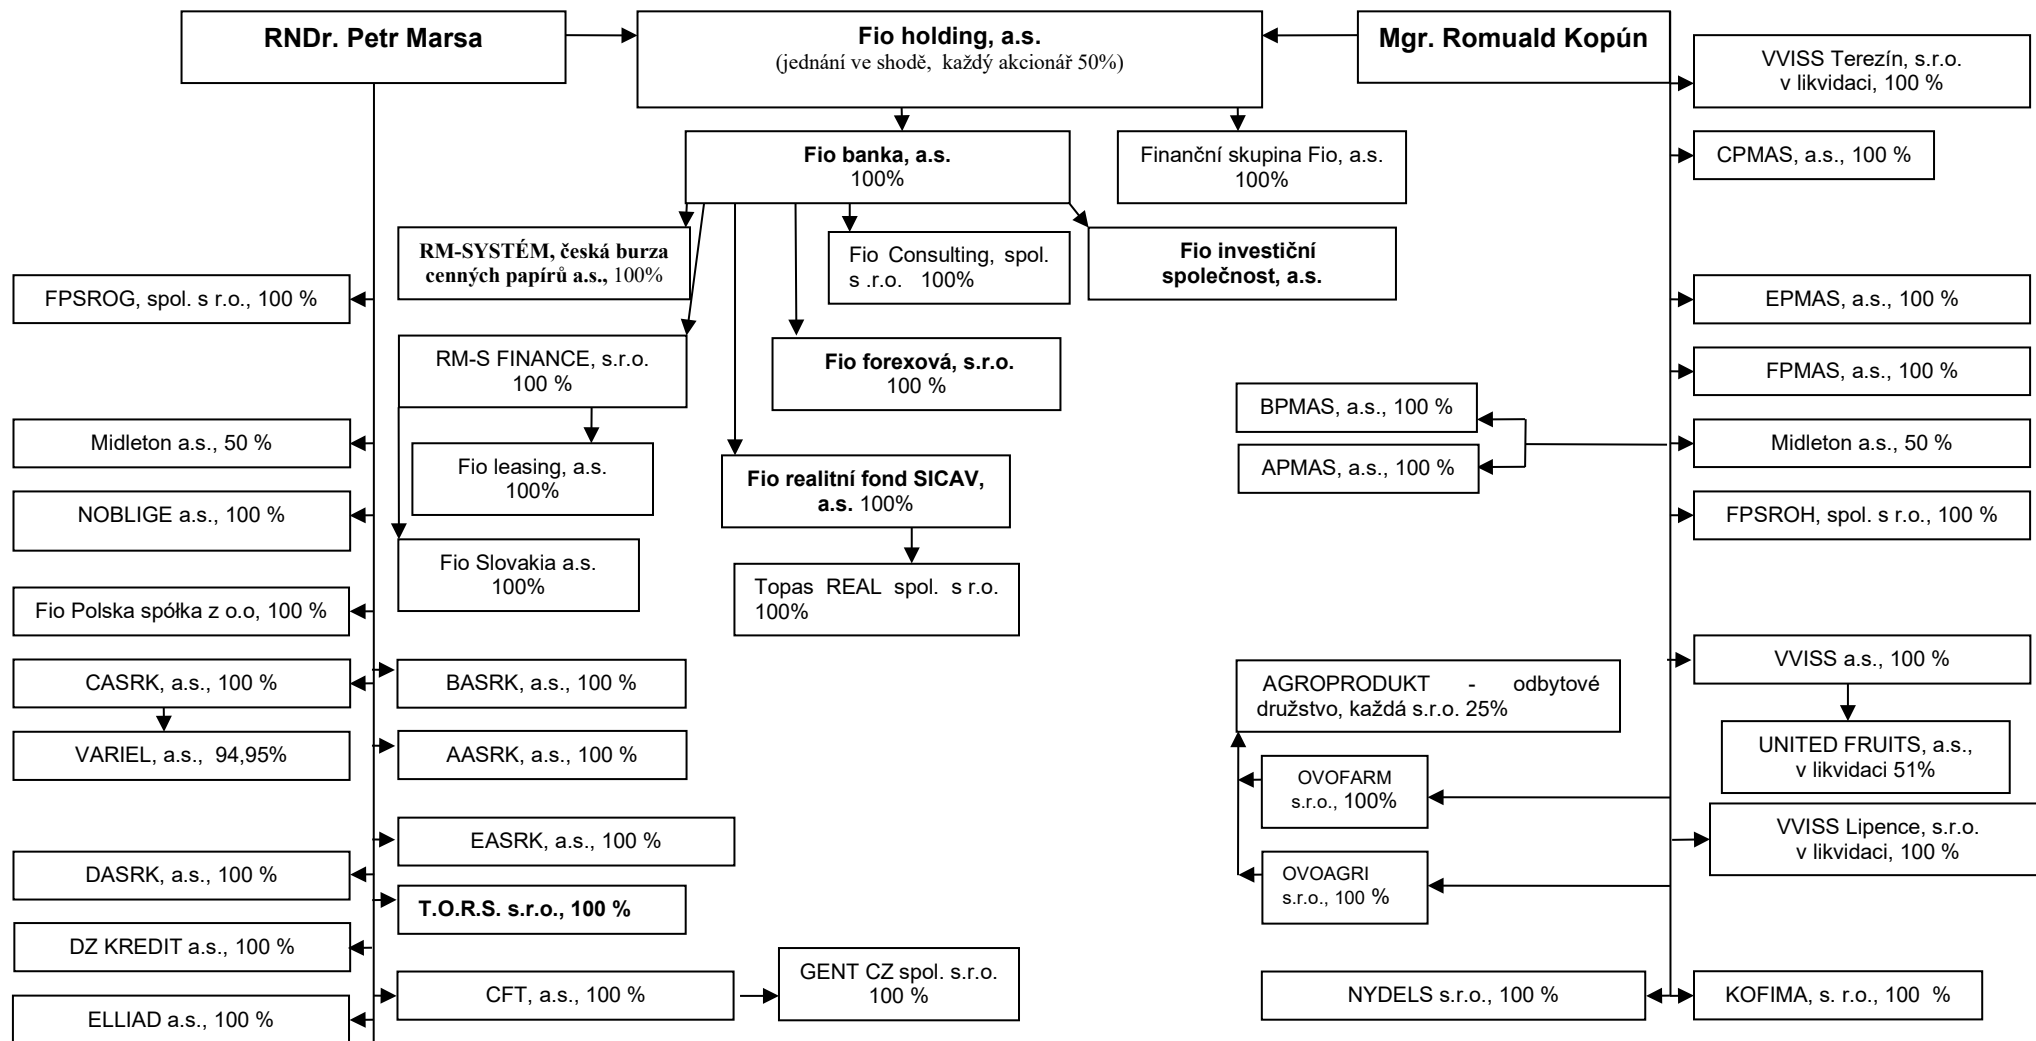 RNDr. Petr Marsa
Fio holding, a.s.
(jednání ve shodě, každý akcionář 50%)
Mgr. Romuald Kopún
VVISS Terezín, s.r.o.
v likvidaci, 100 %
Fio banka, a.s.
100%
Finanční skupina Fio, a.s.
100%
CPMAS, a.s., 100 %
RM-SYSTÉM, česká burza
cenných papírů a.s., 100%
Fio Consulting, spol.
s .r.o. 100%
Fio investiční
společnost, a.s.
FPSROG, spol. s r.o., 100 %
EPMAS, a.s., 100 %
RM-S FINANCE, s.r.o.
100 %
Fio forexová, s.r.o.
100 %
FPMAS, a.s., 100 %
BPMAS, a.s., 100 %
Midleton a.s., 50 %
Midleton a.s., 50 %
Fio leasing, a.s.
100%
Fio realitní fond SICAV,
a.s. 100%
APMAS, a.s., 100 %
NOBLIGE a.s., 100 %
FPSROH, spol. s r.o., 100 %
Fio Slovakia a.s.
100%
Topas REAL spol. s r.o.
100%
Fio Polska spółka z o.o, 100 %
CASRK, a.s., 100 %
BASRK, a.s., 100 %
AGROPRODUKT - odbytové
družstvo, každá s.r.o. 25%
VVISS a.s., 100 %
VARIEL, a.s., 94,95%
AASRK, a.s., 100 %
UNITED FRUITS, a.s.,
v likvidaci 51%
OVOFARM
s.r.o., 100%
EASRK, a.s., 100 %
VVISS Lipence, s.r.o.
v likvidaci, 100 %
DASRK, a.s., 100 %
OVOAGRI
s.r.o., 100 %
T.O.R.S. s.r.o., 100 %
DZ KREDIT a.s., 100 %
GENT CZ spol. s.r.o.
100 %
CFT, a.s., 100 %
NYDELS s.r.o., 100 %
KOFIMA, s. r.o., 100 %
ELLIAD a.s., 100 %